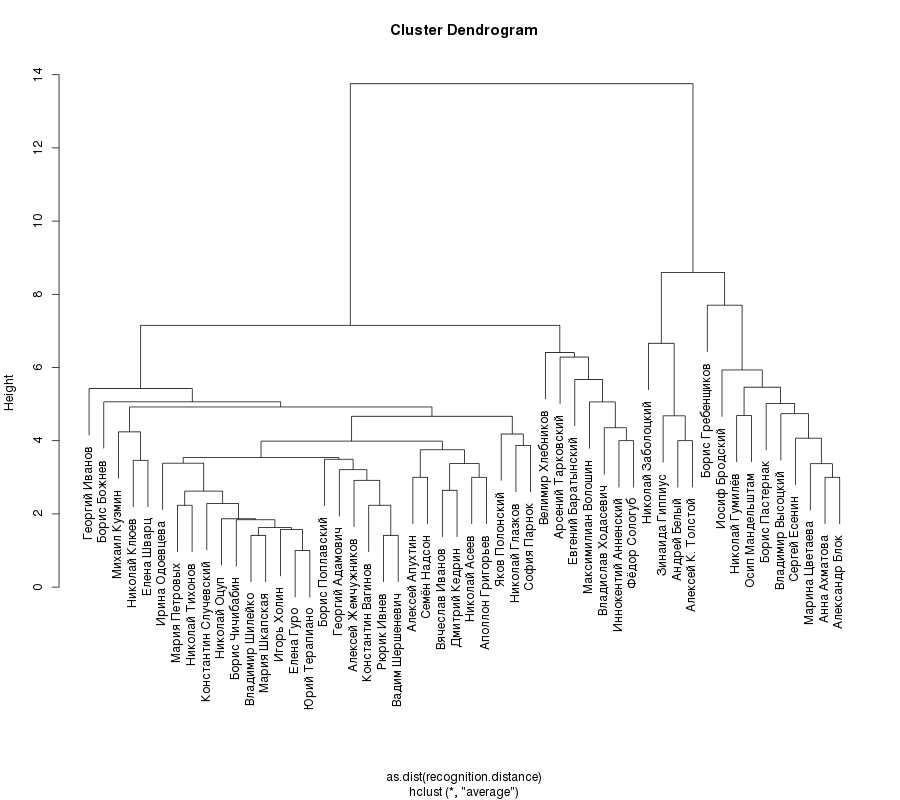 Cluster Dendrogram
Height
0
2
4
6
8
10
12
14
Георгий Иванов
Борис Божнев
Михаил Кузмин
Николай Клюев
Елена Шварц
Ирина Одоевцева
Мария Петровых
Николай Тихонов
Константин Случевский
Николай Оцуп
Борис Чичибабин
Владимир Шилейко
Мария Шкапская
Игорь Холин
Елена Гуро
Юрий Терапиано
Борис Поплавский
Георгий Адамович
Алексей Жемчужников
Константин Вагинов
Рюрик Ивнев
Вадим Шершеневич
Алексей Апухтин
Семён Надсон
Вячеслав Иванов
Дмитрий Кедрин
Николай Асеев
Аполлон Григорьев
Яков Полонский
Николай Глазков
София Парнок
Велимир Хлебников
Арсений Тарковский
Евгений Баратынский
Максимилиан Волошин
Владислав Ходасевич
Иннокентий Анненский
Фёдор Сологуб
Николай Заболоцкий
Зинаида Гиппиус
Андрей Белый
Алексей К. Толстой
Борис Гребенщиков
Иосиф Бродский
Николай Гумилёв
Осип Мандельштам
Борис Пастернак
Владимир Высоцкий
Сергей Есенин
Марина Цветаева
Анна Ахматова
Александр Блок
as.dist(recognition.distance)
hclust (*, "average")